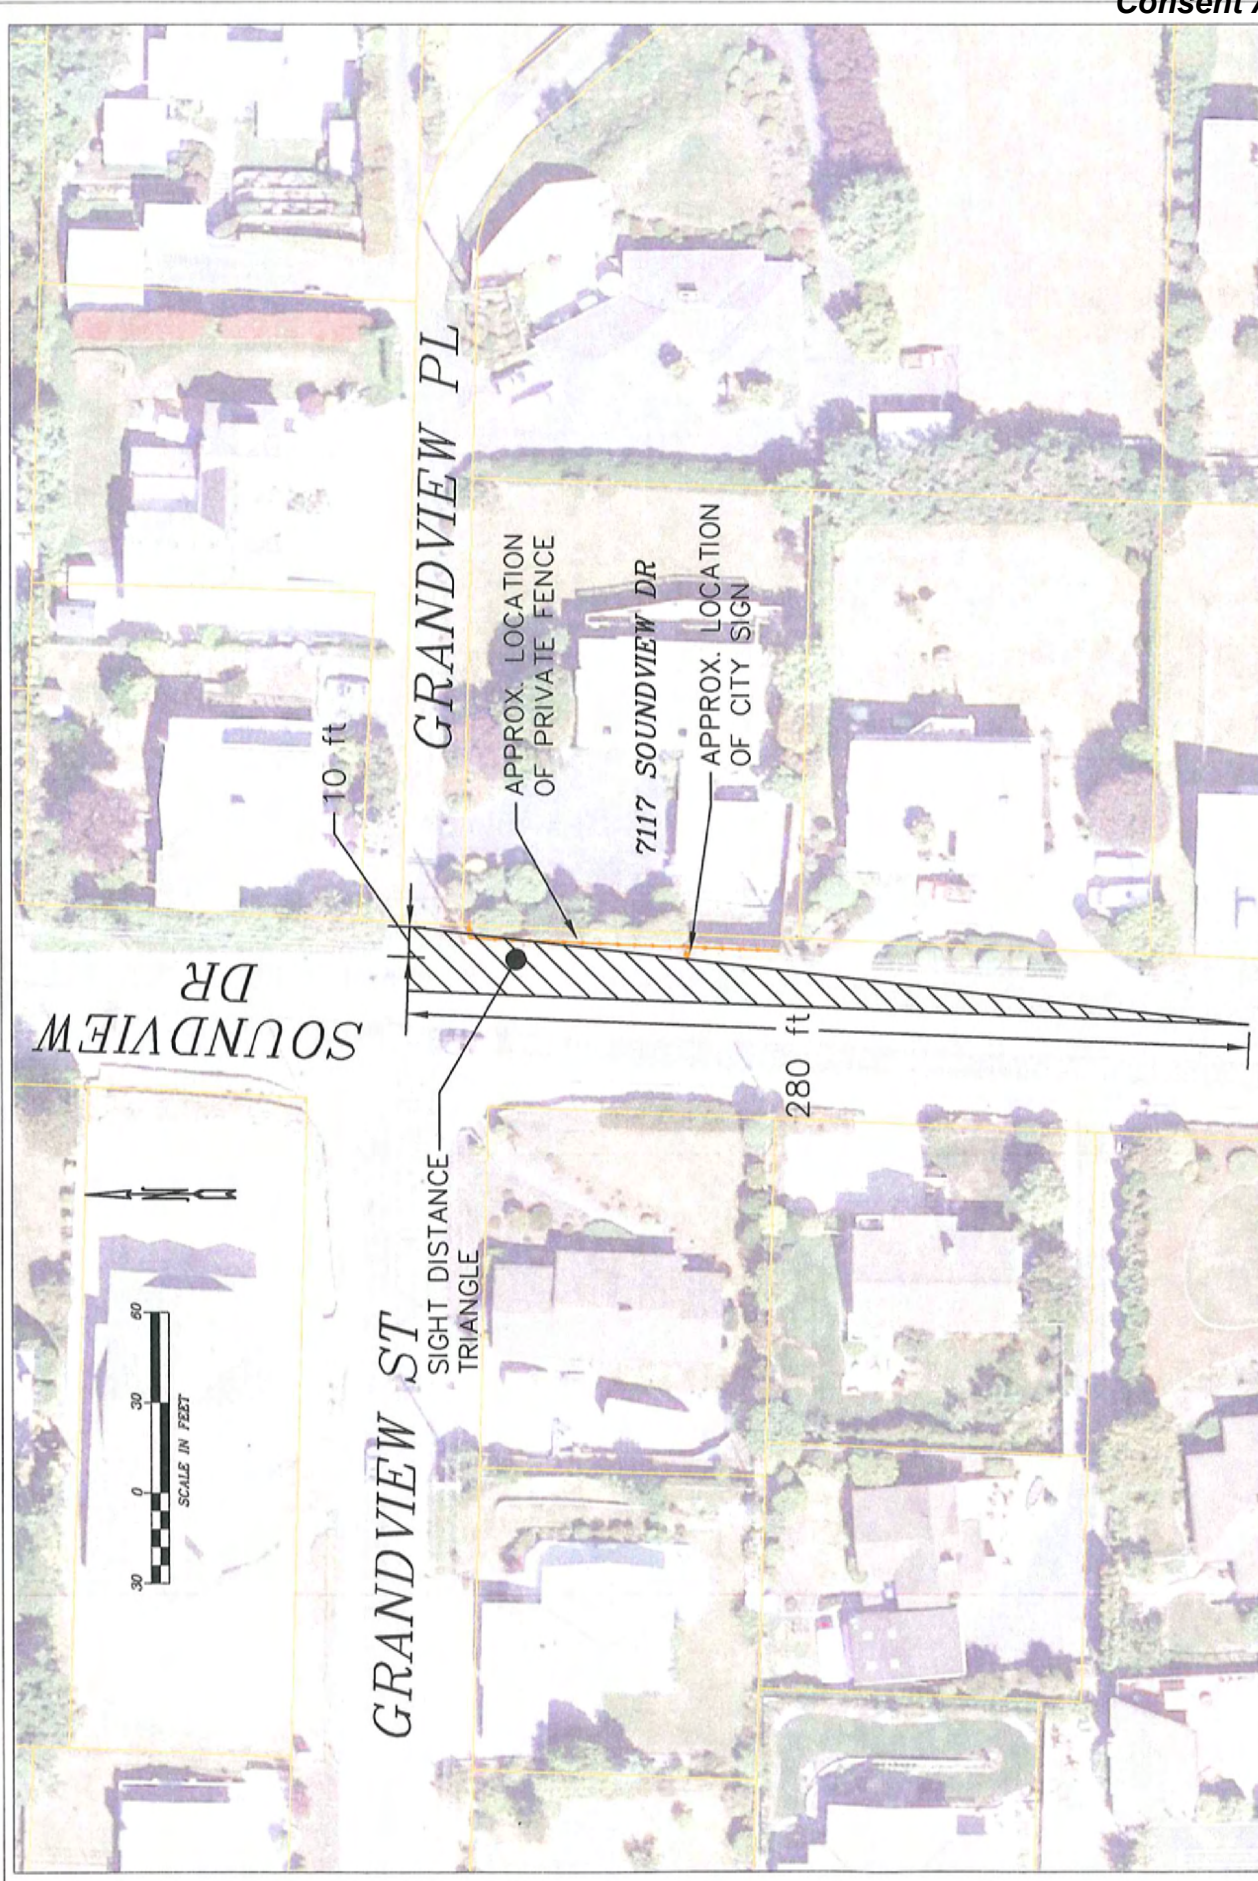 Consent
SOUNDVIEW
DR
10 ft
GRANDVIEW PL
APPROX. LOCATION
OF PRIVATE FENCE
7117 SOUNDVIEW DR
APPROX. LOCATION
OF CITY SIGN
280 ft
SIGHT DISTANCE
TRIANGLE
GRANDVIEW ST
N
30 0 30 60
SCALE IN FEET